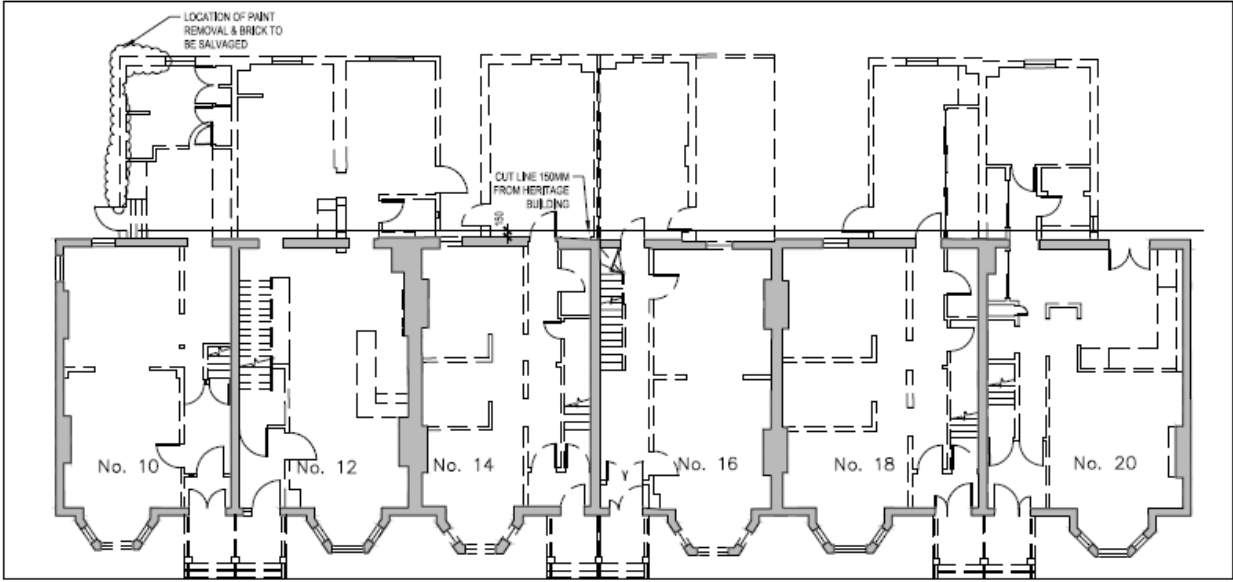 LOCATION OF PAINT
REMOVAL & BRICK TO
BE SALVAGED
CUT LINE 150MM
FROM HERITAGE
BUILDING
150
No. 10
No. 12
No. 14
No. 16
No. 18
No. 20